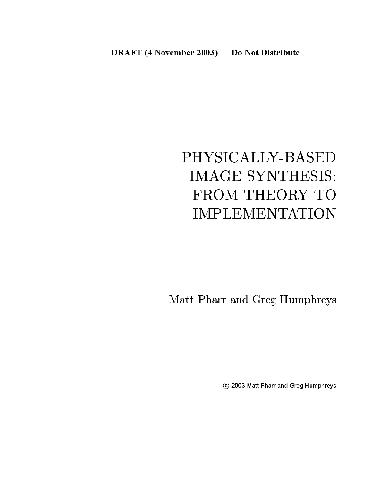 DRAFT (4 November 2003) Do Not Distribute
PHYSICALLY-BASED
IMAGE SYNTHESIS:
FROM THEORY TO
IMPLEMENTATION
Matt Pharr and Greg Humphreys
© 2003 Matt Pharr and Greg Humphreys